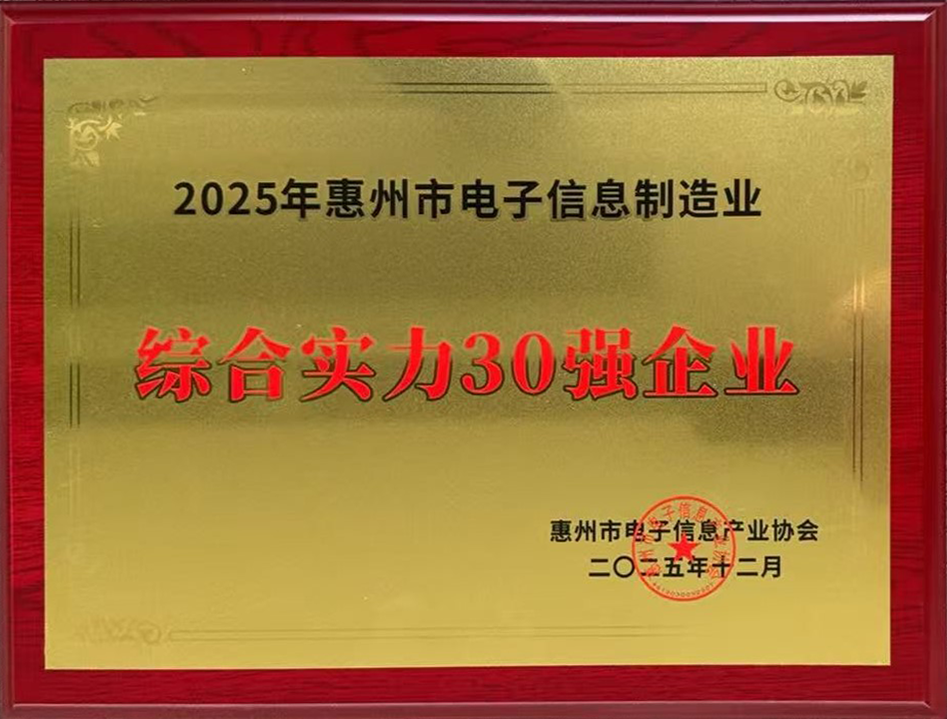 2025年惠州市电子信息制造业
综合实力30强企业
惠州市电子信息产业协会
二〇二五年十二月